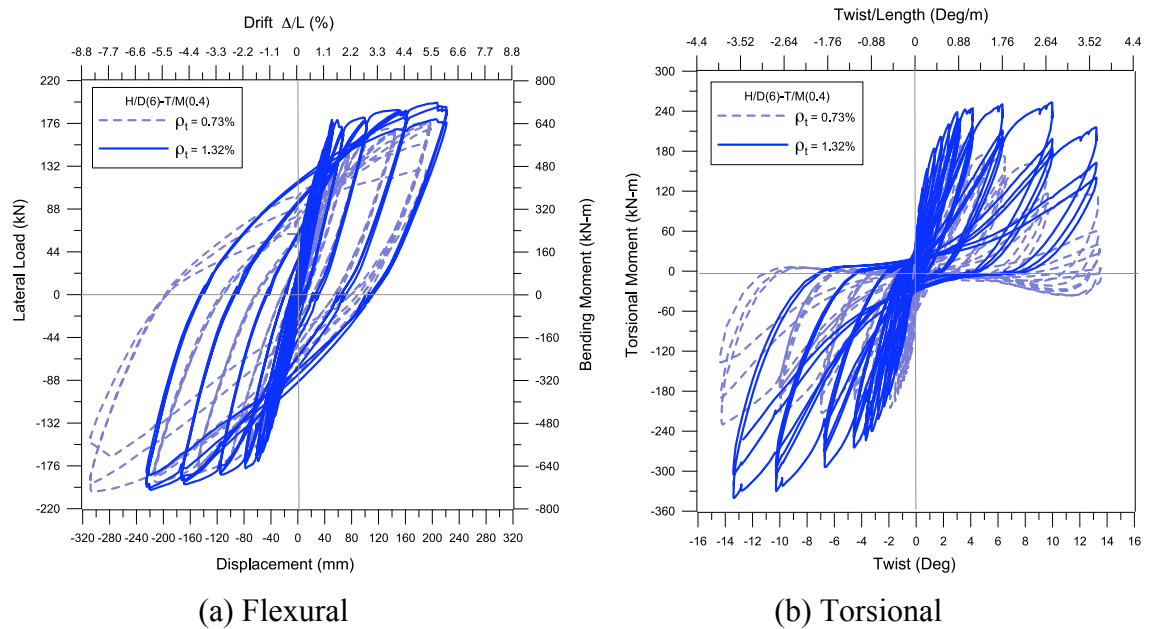 Drift Δ/L (%)
-8.8 -7.7 -6.6 -5.5 -4.4 -3.3 -2.2 -1.1 0 1.1 2.2 3.3 4.4 5.5 6.6 7.7 8.8
220 176 132 88 44 0 -44 -88 -132 -176 -220
Lateral Load (kN)
H/D(6)-T/M(0.4)
ρt = 0.73%
ρt = 1.32%
800 640 480 320 160 0 -160 -320 -480 -640 -800
Bending Moment (kN-m)
-320 -280 -240 -200 -160 -120 -80 -40 0 40 80 120 160 200 240 280 320
Displacement (mm)
(a) Flexural
Twist/Length (Deg/m)
-4.4 -3.52 -2.64 -1.76 -0.88 0 0.88 1.76 2.64 3.52 4.4
300 240 180 120 60 0 -60 -120 -180 -240 -300 -360
Torsional Moment (kN-m)
H/D(6)-T/M(0.4)
ρt = 0.73%
ρt = 1.32%
-16 -14 -12 -10 -8 -6 -4 -2 0 2 4 6 8 10 12 14 16
Twist (Deg)
(b) Torsional